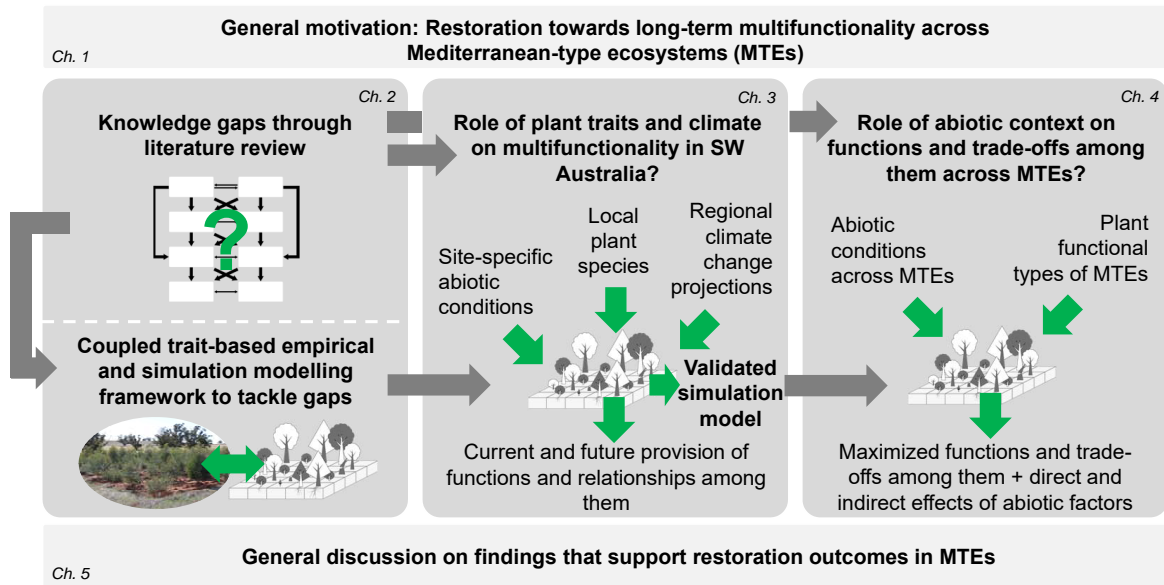 General motivation: Restoration towards long-term multifunctionality across
Mediterranean-type ecosystems (MTEs)
Ch. 1
Ch. 2
Knowledge gaps through
literature review
?
Coupled trait-based empirical
and simulation modelling
framework to tackle gaps
Ch. 3
Role of plant traits and climate
on multifunctionality in SW
Australia?
Site-specific
abiotic
conditions
Local
plant
species
Regional
climate
change
projections
Validated
simulation
model
Current and future provision of
functions and relationships among
them
Ch. 4
Role of abiotic context on
functions and trade-offs among
them across MTEs?
Abiotic
conditions
across MTEs
Plant
functional
types of MTEs
Maximized functions and trade-
offs among them + direct and
indirect effects of abiotic factors
General discussion on findings that support restoration outcomes in MTEs
Ch. 5